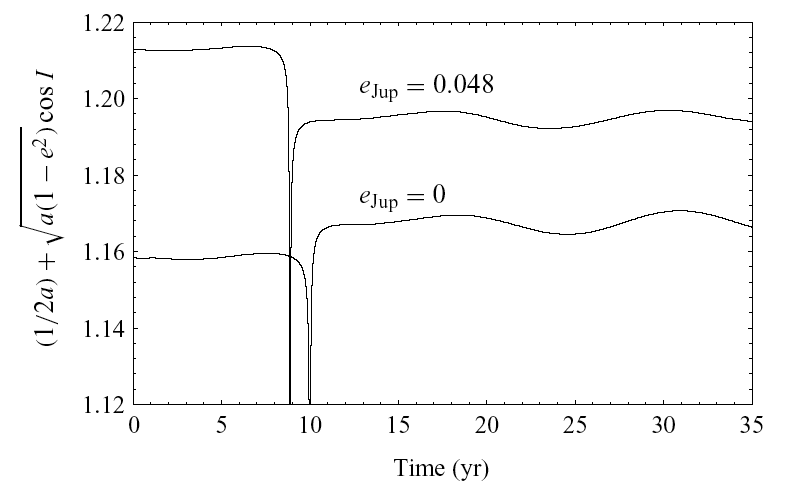 1.22
1.20
1.18
1.16
1.14
1.12
(1/2a) + √a(1 − e²) cos I
e_Jup = 0.048
e_Jup = 0
0 5 10 15 20 25 30 35
Time (yr)